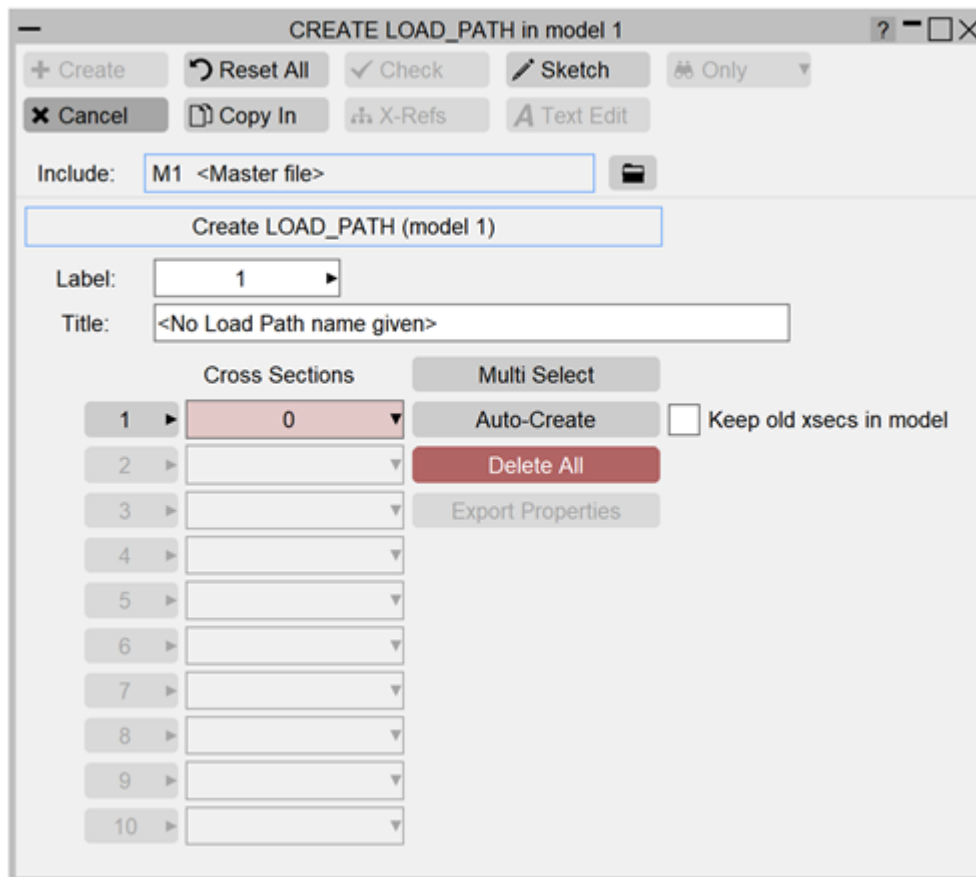 CREATE LOAD_PATH in model 1 ?
Create Reset All Check Sketch Only
Cancel Copy In X-Refs Text Edit
Include: M1 <Master file>
Create LOAD_PATH (model 1)
Label: 1
Title: <No Load Path name given>
Cross Sections Multi Select
1 0 Auto-Create Keep old xsecs in model
2 Delete All
3 Export Properties
4
5
6
7
8
9
10